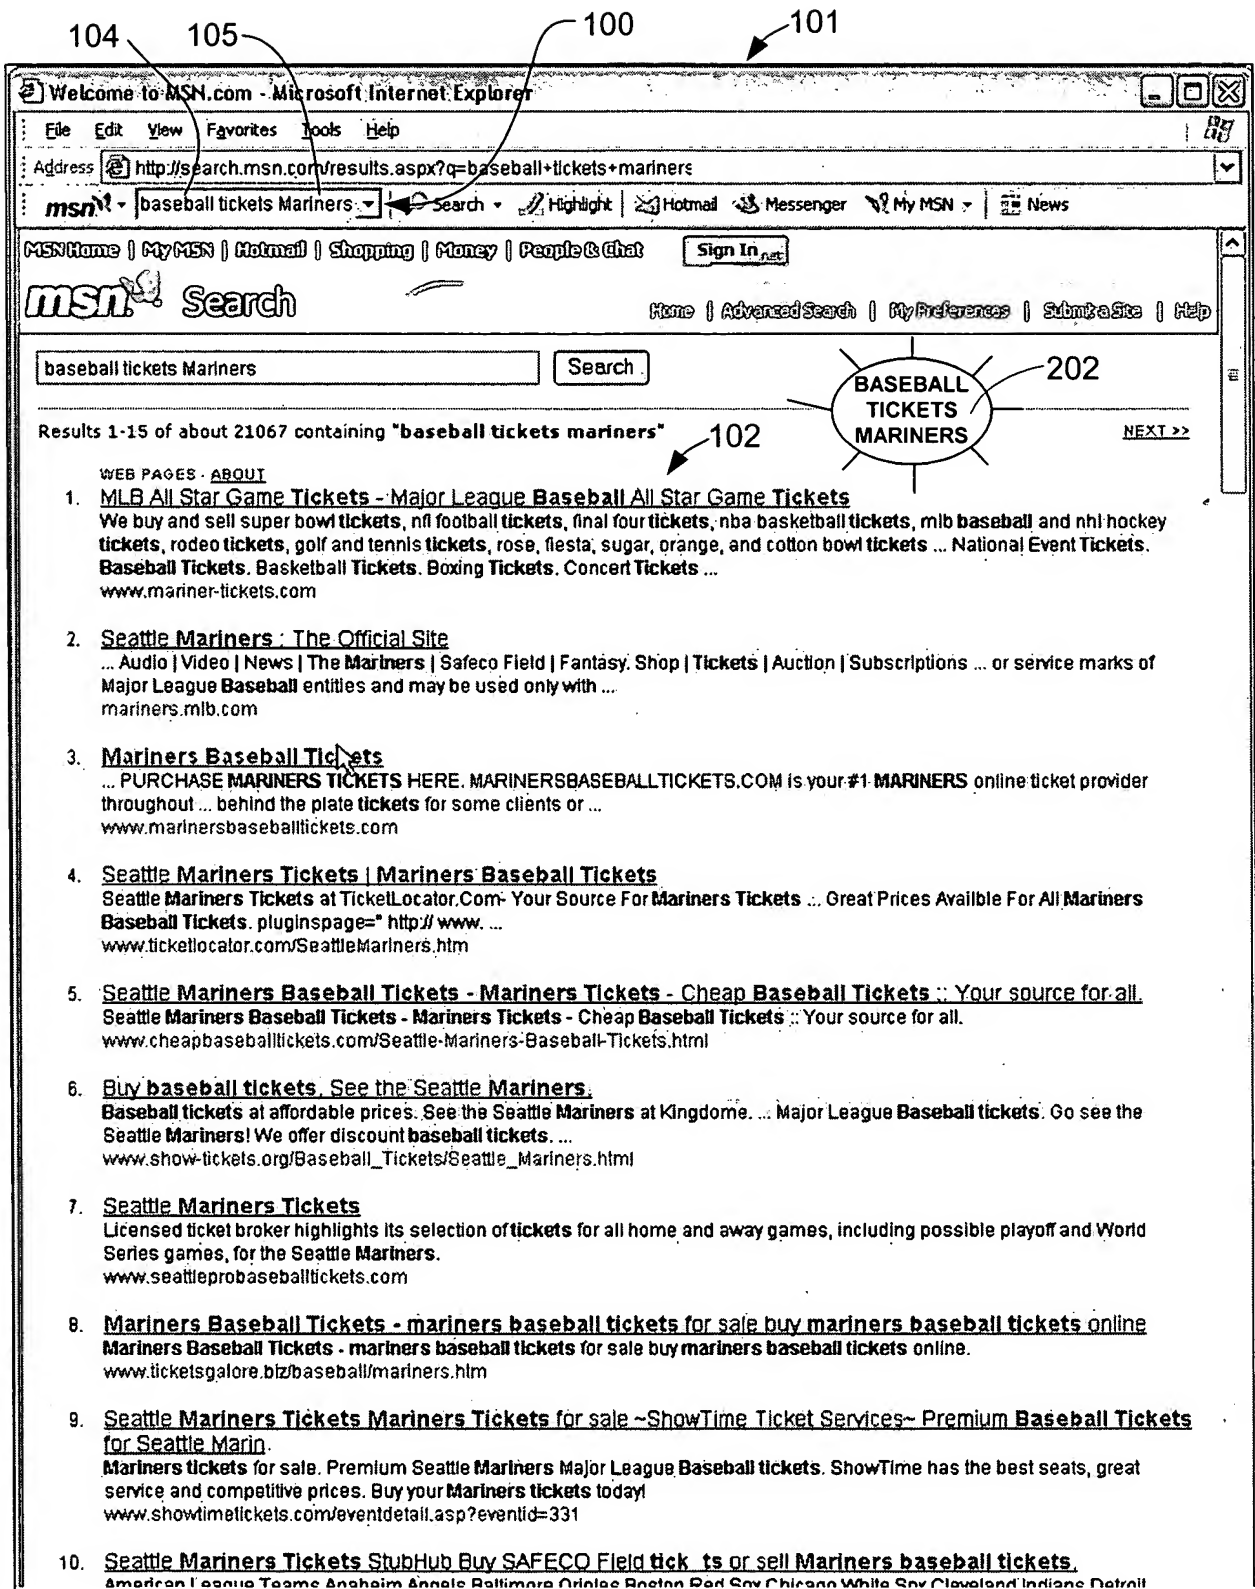 104 105 100 101
Welcome to MSN.com - Microsoft Internet Explorer
File Edit View Favorites Tools Help
Address http://search.msn.com/results.aspx?q=baseball+tickets+mariners
msn baseball tickets Mariners Search Highlight Hotmail Messenger My MSN News
MSN Home | My MSN | Hotmail | Shopping | Money | People & Chat Sign In .net
msn Search
Home | Advanced Search | My Preferences | Submit a Site | Help
baseball tickets Mariners Search
BASEBALL TICKETS MARINERS 202
Results 1-15 of about 21067 containing "baseball tickets mariners" 102 NEXT >>
WEB PAGES · ABOUT
1. MLB All Star Game Tickets - Major League Baseball All Star Game Tickets
We buy and sell super bowl tickets, nfl football tickets, final four tickets, nba basketball tickets, mlb baseball and nhl hockey
tickets, rodeo tickets, golf and tennis tickets, rose, fiesta, sugar, orange, and cotton bowl tickets ... National Event Tickets.
Baseball Tickets. Basketball Tickets. Boxing Tickets. Concert Tickets ...
www.mariner-tickets.com
2. Seattle Mariners : The Official Site
... Audio | Video | News | The Mariners | Safeco Field | Fantasy. Shop | Tickets | Auction | Subscriptions ... or service marks of
Major League Baseball entities and may be used only with ...
mariners.mlb.com
3. Mariners Baseball Tickets
... PURCHASE MARINERS TICKETS HERE. MARINERSBASEBALLTICKETS.COM is your #1 MARINERS online ticket provider
throughout ... behind the plate tickets for some clients or ...
www.marinersbaseballtickets.com
4. Seattle Mariners Tickets | Mariners Baseball Tickets
Seattle Mariners Tickets at TicketLocator.Com- Your Source For Mariners Tickets ... Great Prices Availble For All Mariners
Baseball Tickets. pluginspage=" http:// www. ...
www.ticketlocator.com/SeattleMariners.htm
5. Seattle Mariners Baseball Tickets - Mariners Tickets - Cheap Baseball Tickets :: Your source for all.
Seattle Mariners Baseball Tickets - Mariners Tickets - Cheap Baseball Tickets :: Your source for all.
www.cheapbaseballtickets.com/Seattle-Mariners-Baseball-Tickets.html
6. Buy baseball tickets. See the Seattle Mariners.
Baseball tickets at affordable prices. See the Seattle Mariners at Kingdome. ... Major League Baseball tickets. Go see the
Seattle Mariners! We offer discount baseball tickets. ...
www.show-tickets.org/Baseball_Tickets/Seattle_Mariners.html
7. Seattle Mariners Tickets
Licensed ticket broker highlights its selection of tickets for all home and away games, including possible playoff and World
Series games, for the Seattle Mariners.
www.seattleprobaseballtickets.com
8. Mariners Baseball Tickets - mariners baseball tickets for sale buy mariners baseball tickets online
Mariners Baseball Tickets - mariners baseball tickets for sale buy mariners baseball tickets online.
www.ticketsgalore.biz/baseball/mariners.htm
9. Seattle Mariners Tickets Mariners Tickets for sale ~ShowTime Ticket Services~ Premium Baseball Tickets
for Seattle Marin.
Mariners tickets for sale. Premium Seattle Mariners Major League Baseball tickets. ShowTime has the best seats, great
service and competitive prices. Buy your Mariners tickets today!
www.showtimetickets.com/eventdetail.asp?eventid=331
10. Seattle Mariners Tickets StubHub Buy SAFECO Field tick ts or sell Mariners baseball tickets.
American League Teams Anaheim Angels Baltimore Orioles Boston Red Sox Chicago White Sox Cleveland Indians Detroit